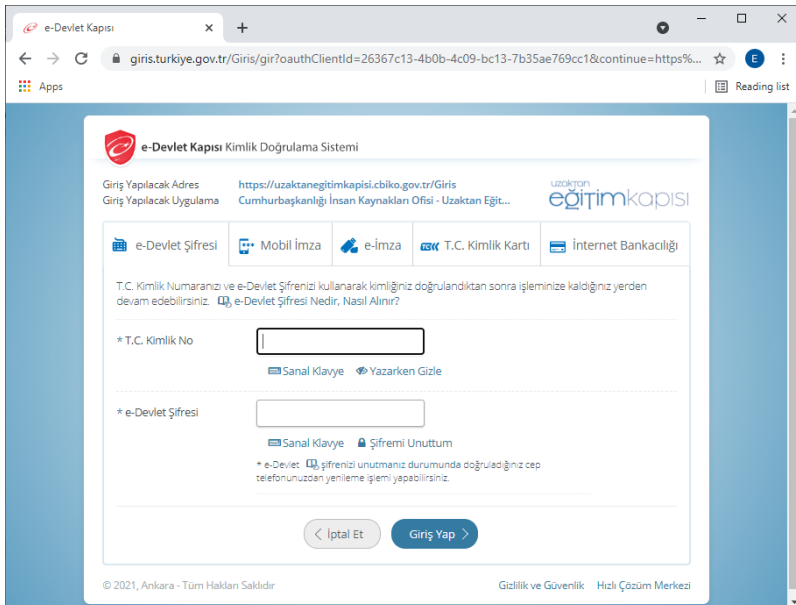 e-Devlet Kapısı
giris.turkiye.gov.tr/Giris/gir?oauthClientId=26367c13-4b0b-4c09-bc13-7b35ae769cc1&continue=https%...
E
Apps
Reading list
e-Devlet Kapısı Kimlik Doğrulama Sistemi
Giriş Yapılacak Adres https://uzaktanegitimkapisi.cbiko.gov.tr/Giris
Giriş Yapılacak Uygulama Cumhurbaşkanlığı İnsan Kaynakları Ofisi - Uzaktan Eğit...
uzaktan
eğitimkapısı
e-Devlet Şifresi Mobil İmza e-İmza T.C. Kimlik Kartı İnternet Bankacılığı
T.C. Kimlik Numaranızı ve e-Devlet Şifrenizi kullanarak kimliğiniz doğrulandıktan sonra işleminize kaldığınız yerden
devam edebilirsiniz. e-Devlet Şifresi Nedir, Nasıl Alınır?
* T.C. Kimlik No
Sanal Klavye Yazarken Gizle
* e-Devlet Şifresi
Sanal Klavye Şifremi Unuttum
* e-Devlet şifrenizi unutmanız durumunda doğruladığınız cep
telefonunuzdan yenileme işlemi yapabilirsiniz.
İptal Et Giriş Yap
© 2021, Ankara - Tüm Hakları Saklıdır Gizlilik ve Güvenlik Hızlı Çözüm Merkezi